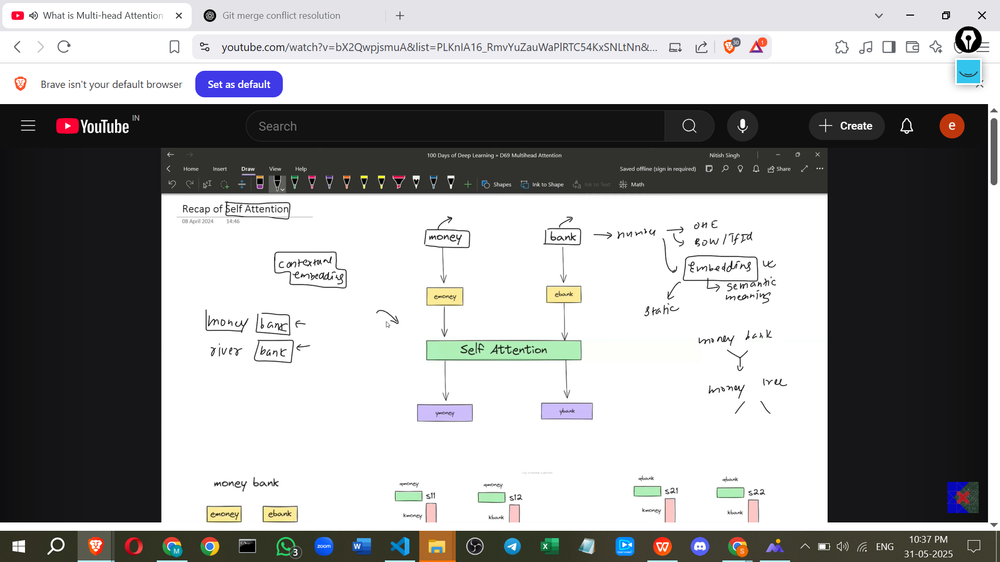 What is Multi-head Attention
Git merge conflict resolution
youtube.com/watch?v=bX2QwpjsmuA&list=PLKnIA16_RmvYuZauWaPlRTC54KxSNLtNn&...
30
1
Brave isn't your default browser
Set as default
YouTube
IN
Search
Create
e
100 Days of Deep Learning » D69 Multihead Attention
Nitish Singh
Home Insert Draw View Help
Saved offline (sign in required)
Share
Shapes
Ink to Shape
Ink to Text
Math
Recap of Self Attention
08 April 2024 14:46
money bank → number → OHE
BOW / TfId
contextual
embedding
Embedding
semantic
meaning
static
emoney ebank
money bank
river bank
Self Attention
money bank
money tree
ymoney ybank
money bank
emoney ebank
qmoney s11
kmoney
qmoney s12
kbank
qbank s21
kmoney
qbank s22
kbank
M
3
zoom
W
X
S
ENG
10:37 PM
31-05-2025